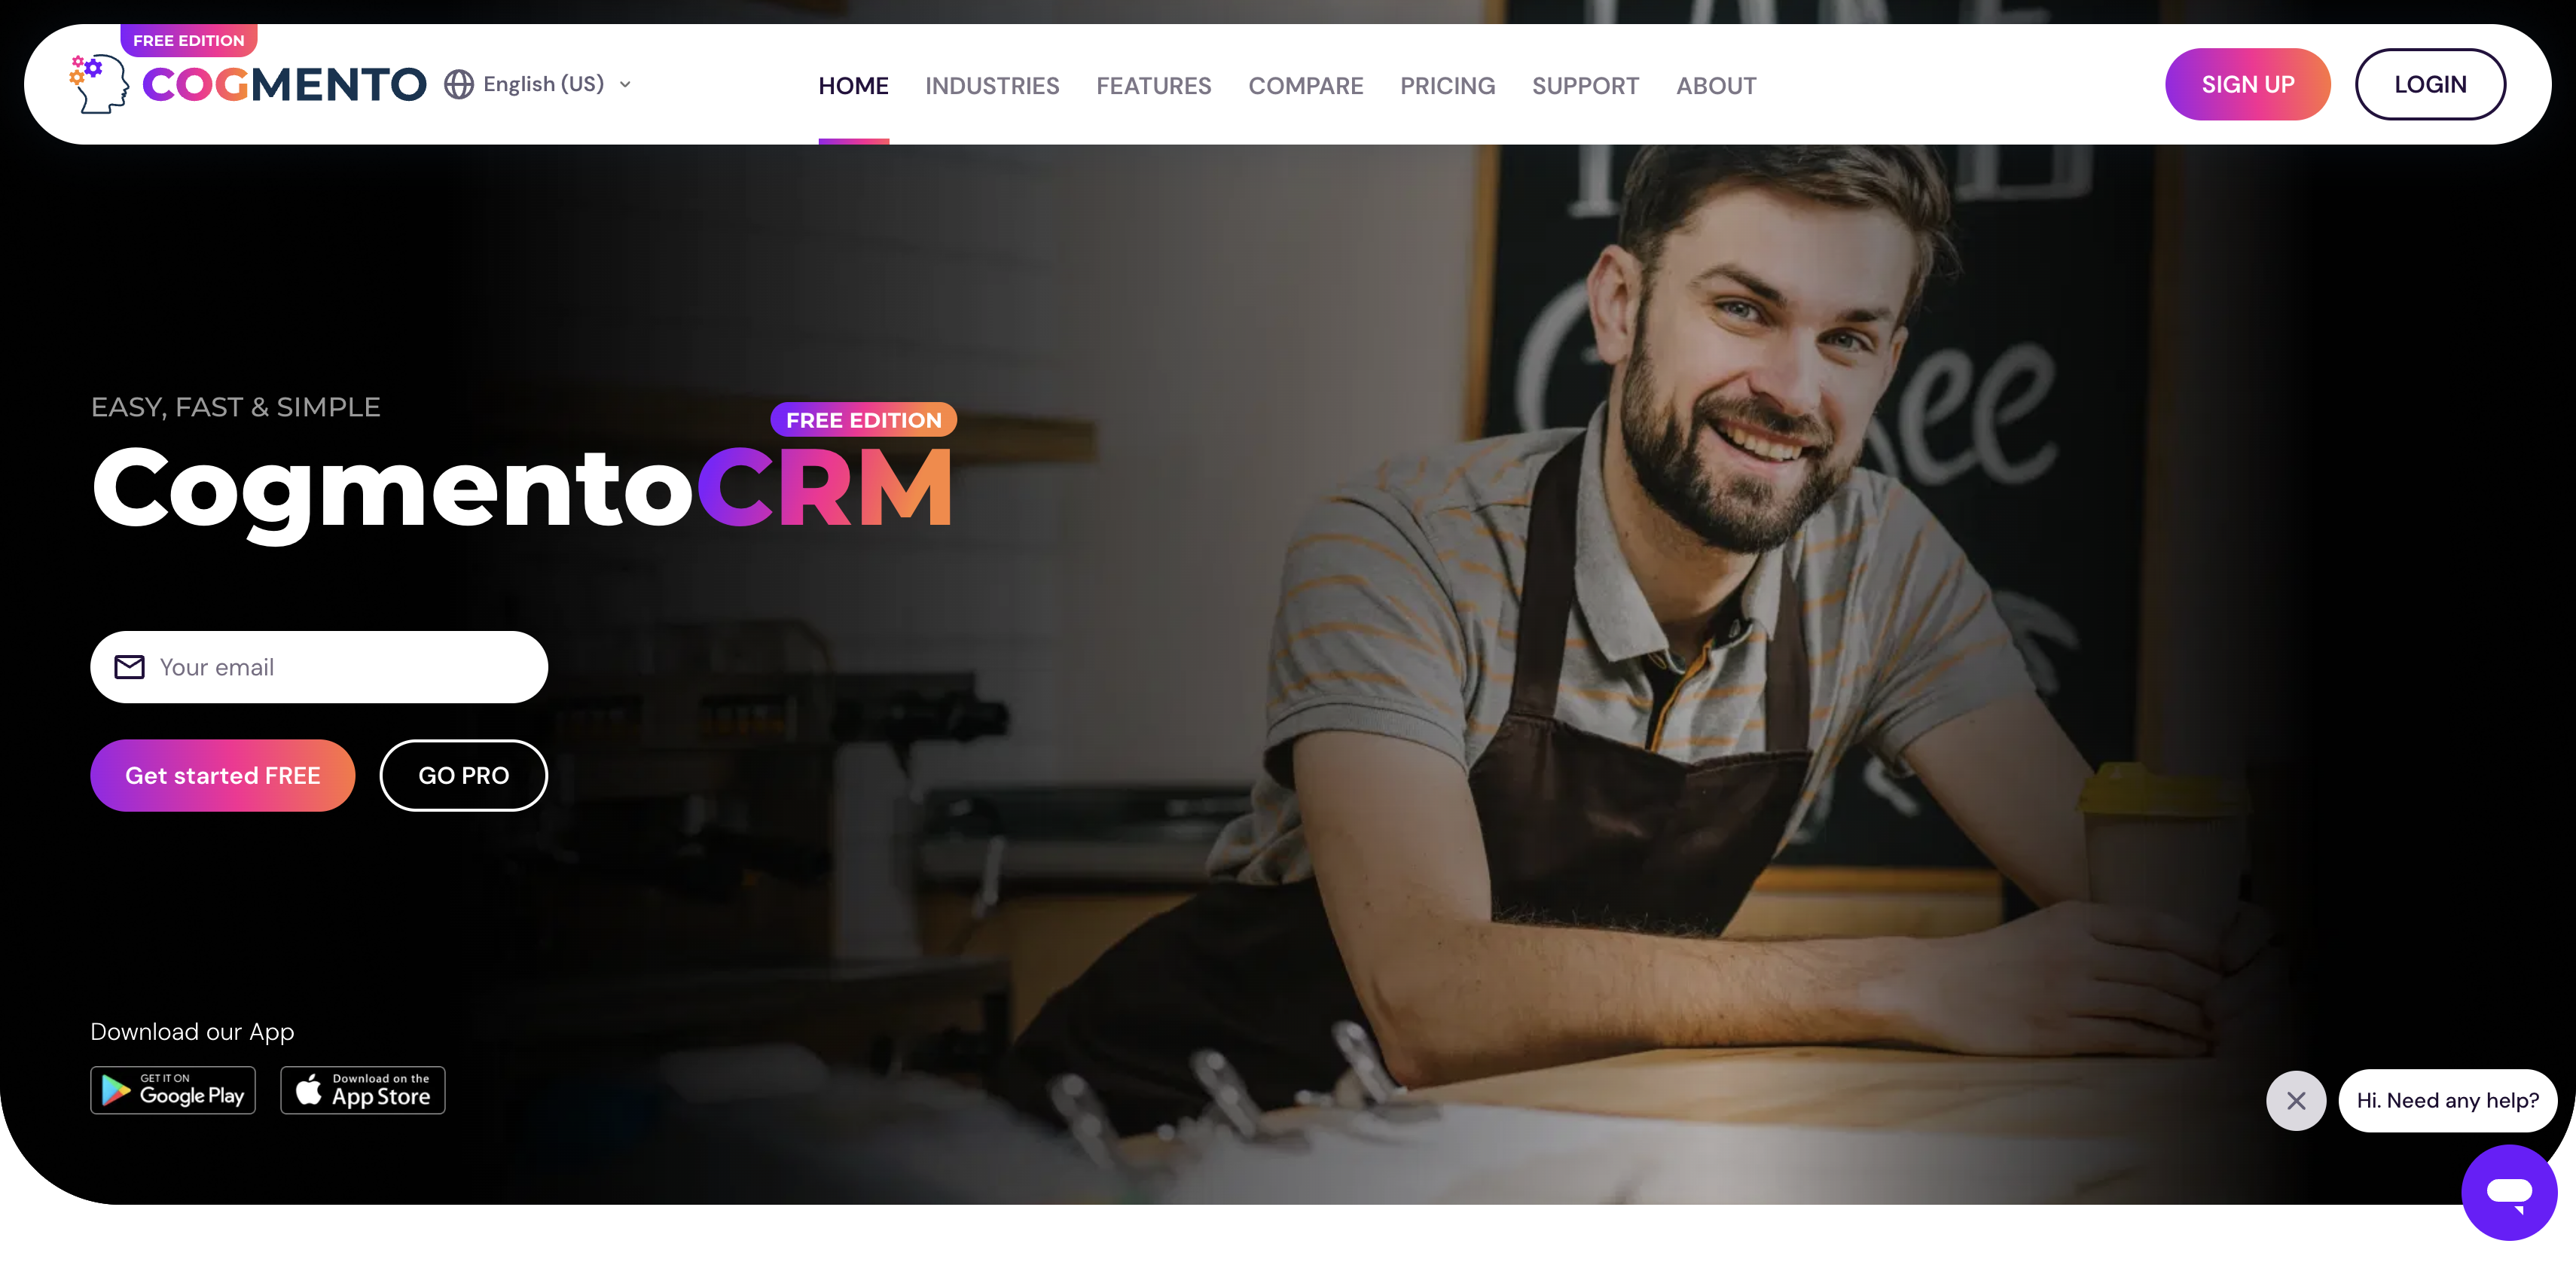 FREE EDITION
COGMENTO
English (US)
HOME INDUSTRIES FEATURES COMPARE PRICING SUPPORT ABOUT
SIGN UP
LOGIN
EASY, FAST & SIMPLE
FREE EDITION
CogmentoCRM
Your email
Get started FREE
GO PRO
Download our App
GET IT ON
Google Play
Download on the
App Store
Hi. Need any help?